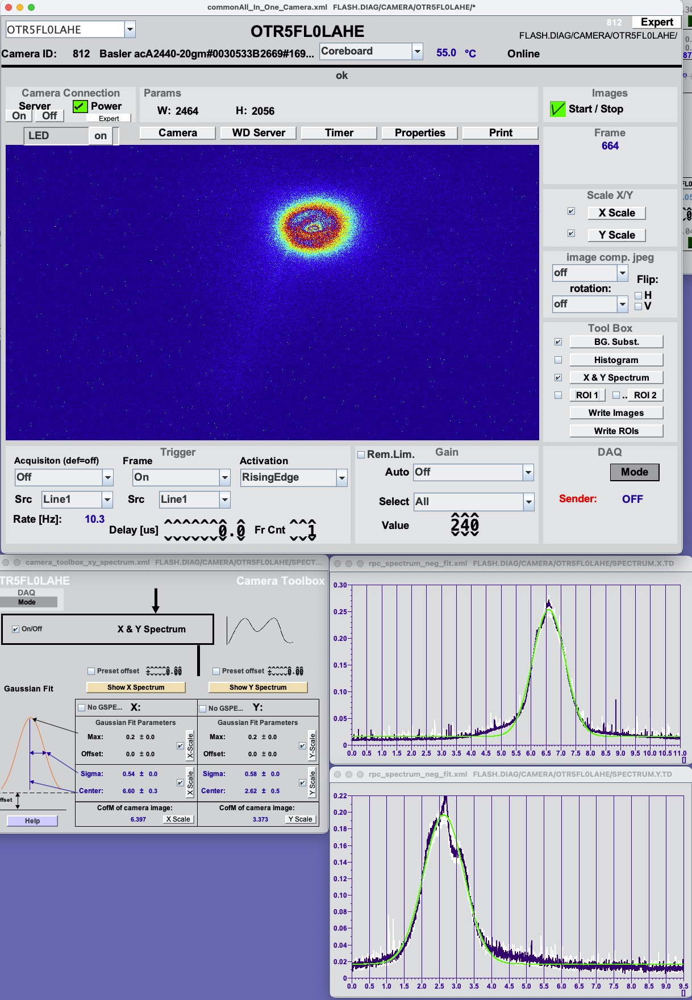 commonAll_In_One_Camera.xml FLASH.DIAG/CAMERA/OTR5FL0LAHE/*
OTR5FL0LAHE
OTR5FL0LAHE
812
Expert
FLASH.DIAG/CAMERA/OTR5FL0LAHE/
Camera ID: 812 Basler acA2440-20gm#0030533B2669#169... Coreboard 55.0 °C Online
ok
Camera Connection
Server
Power
On Off
Expert
Params
W: 2464 H: 2056
Images
Start / Stop
LED on
Camera WD Server Timer Properties Print
Frame
664
Scale X/Y
X Scale
Y Scale
image comp. jpeg
off
Flip:
rotation:
H
off
V
Tool Box
BG. Subst.
Histogram
X & Y Spectrum
ROI 1 .. ROI 2
Write Images
Write ROIs
Trigger
Acquisiton (def=off) Frame Activation
Off On RisingEdge
Src Line1 Src Line1
Rate [Hz]: 10.3 Delay [us] 0.0 Fr Cnt 1
Rem.Lim. Gain
Auto Off
Select All
Value 240
DAQ
Mode
Sender: OFF
camera_toolbox_xy_spectrum.xml FLASH.DIAG/CAMERA/OTR5FL0LAHE/SPECT...
TR5FL0LAHE Camera Toolbox
DAQ
Mode
On/Off X & Y Spectrum
Preset offset 0.00 Preset offset 0.00
Gaussian Fit Show X Spectrum Show Y Spectrum
No GSPE... X: No GSPE... Y:
Gaussian Fit Parameters Gaussian Fit Parameters
Max: 0.2 ± 0.0 X-Scale Max: 0.2 ± 0.0 Y-Scale
Offset: 0.0 ± 0.0 Offset: 0.0 ± 0.0
Sigma: 0.54 ± 0.0 X Scale Sigma: 0.58 ± 0.0 Y Scale
Center: 6.60 ± 0.3 Center: 2.62 ± 0.5
ffset
CofM of camera image: CofM of camera image:
Help 6.397 X Scale 3.373 Y Scale
rpc_spectrum_neg_fit.xml FLASH.DIAG/CAMERA/OTR5FL0LAHE/SPECTRUM.X.TD
0.30
0.25
0.20
0.15
0.10
0.05
0
0.0 0.5 1.0 1.5 2.0 2.5 3.0 3.5 4.0 4.5 5.0 5.5 6.0 6.5 7.0 7.5 8.0 8.5 9.0 9.5 10.0 10.5 11.0
[]
rpc_spectrum_neg_fit.xml FLASH.DIAG/CAMERA/OTR5FL0LAHE/SPECTRUM.Y.TD
0.22
0.20
0.18
0.16
0.14
0.12
0.10
0.08
0.06
0.04
0.02
0
0.0 0.5 1.0 1.5 2.0 2.5 3.0 3.5 4.0 4.5 5.0 5.5 6.0 6.5 7.0 7.5 8.0 8.5 9.0 9.5
[]